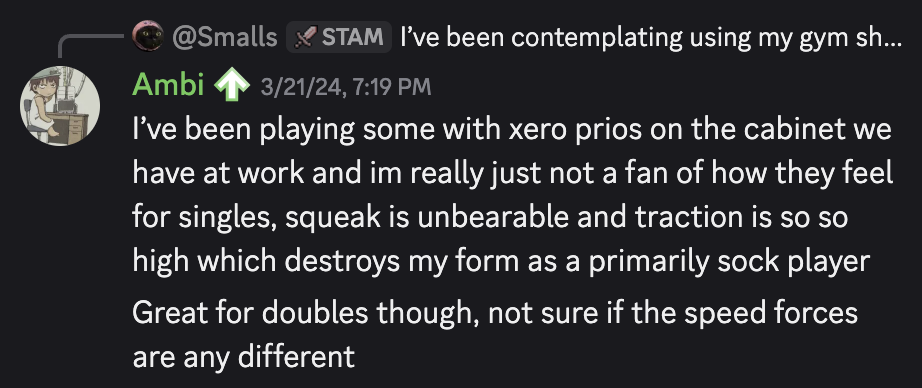 @Smalls STAM I've been contemplating using my gym sh...
Ambi 3/21/24, 7:19 PM
I've been playing some with xero prios on the cabinet we
have at work and im really just not a fan of how they feel
for singles, squeak is unbearable and traction is so so
high which destroys my form as a primarily sock player
Great for doubles though, not sure if the speed forces
are any different